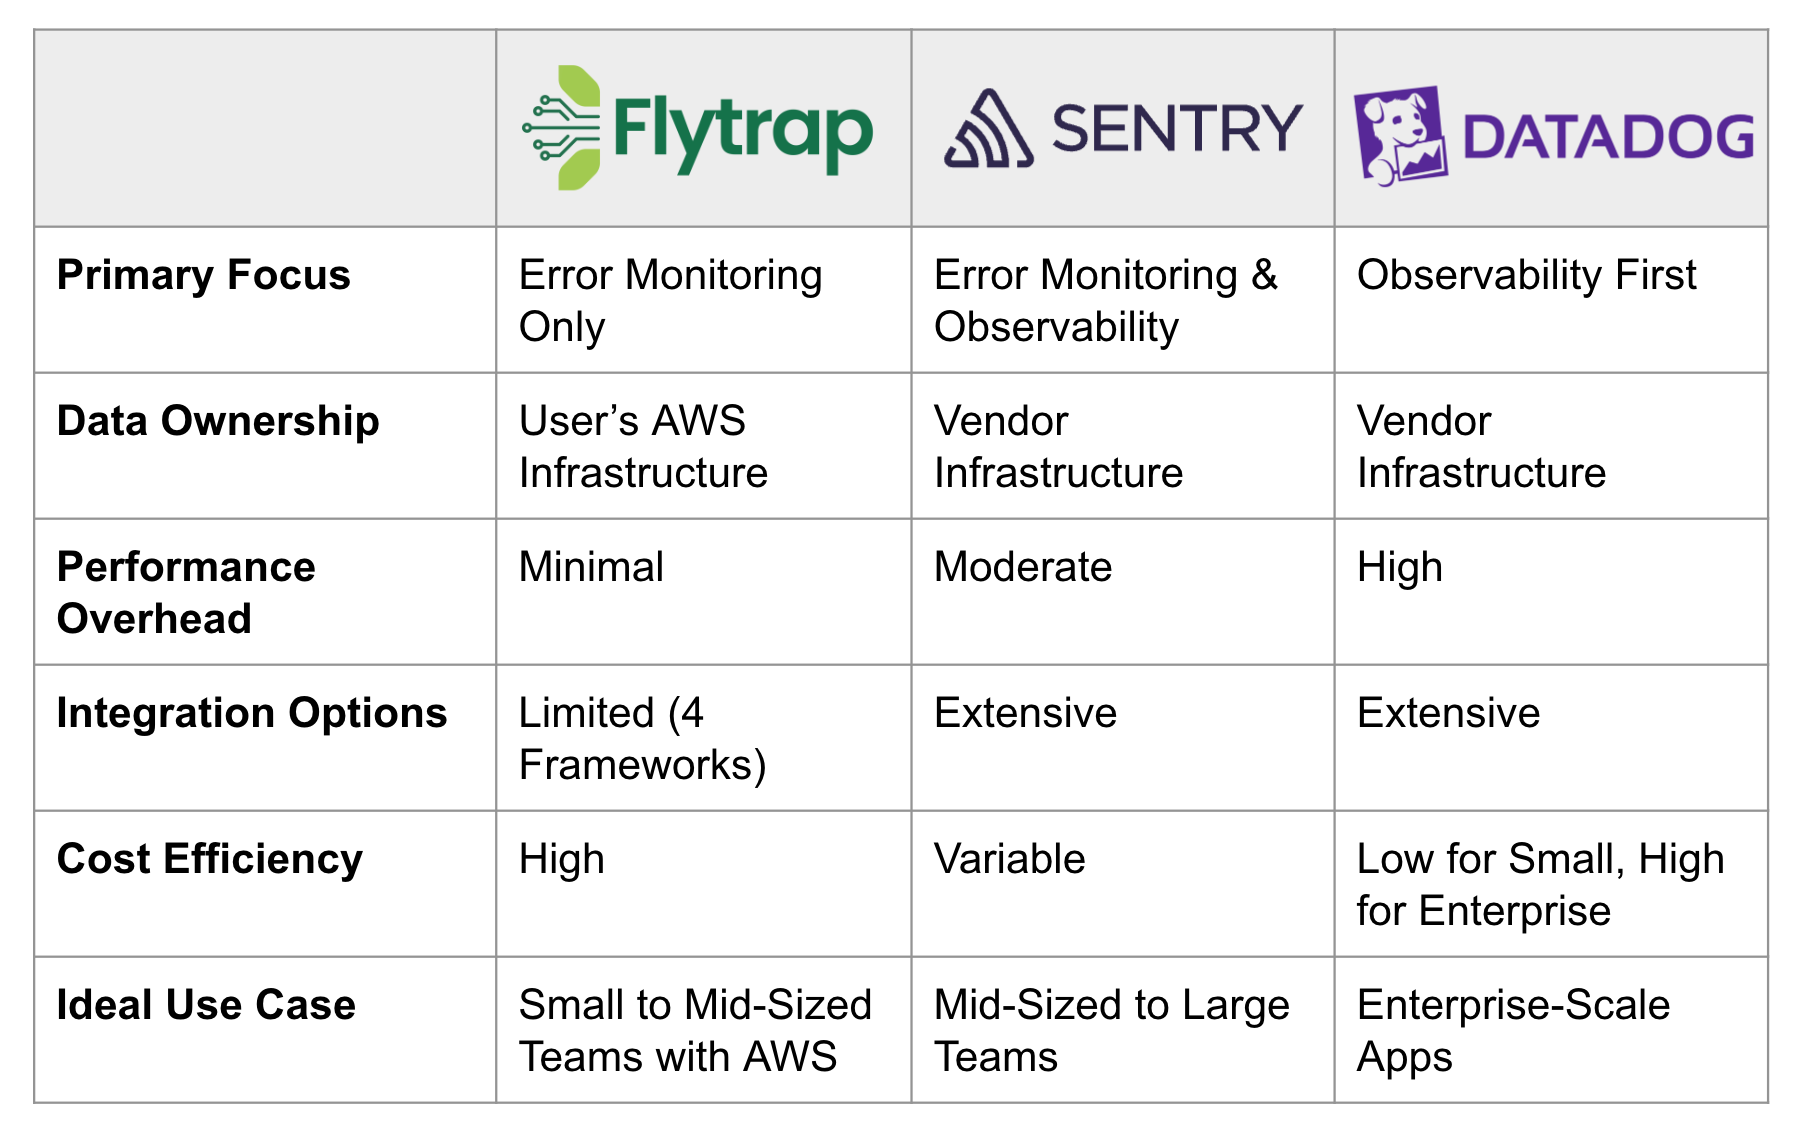 Flytrap
SENTRY
DATADOG
Primary Focus
Error Monitoring
Only
Error Monitoring &
Observability
Observability First
Data Ownership
User’s AWS
Infrastructure
Vendor
Infrastructure
Vendor
Infrastructure
Performance
Overhead
Minimal
Moderate
High
Integration Options
Limited (4
Frameworks)
Extensive
Extensive
Cost Efficiency
High
Variable
Low for Small, High
for Enterprise
Ideal Use Case
Small to Mid-Sized
Teams with AWS
Mid-Sized to Large
Teams
Enterprise-Scale
Apps